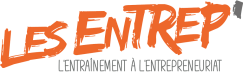 LES ENTREP'
L'ENTRAÎNEMENT À L'ENTREPRENEURIAT